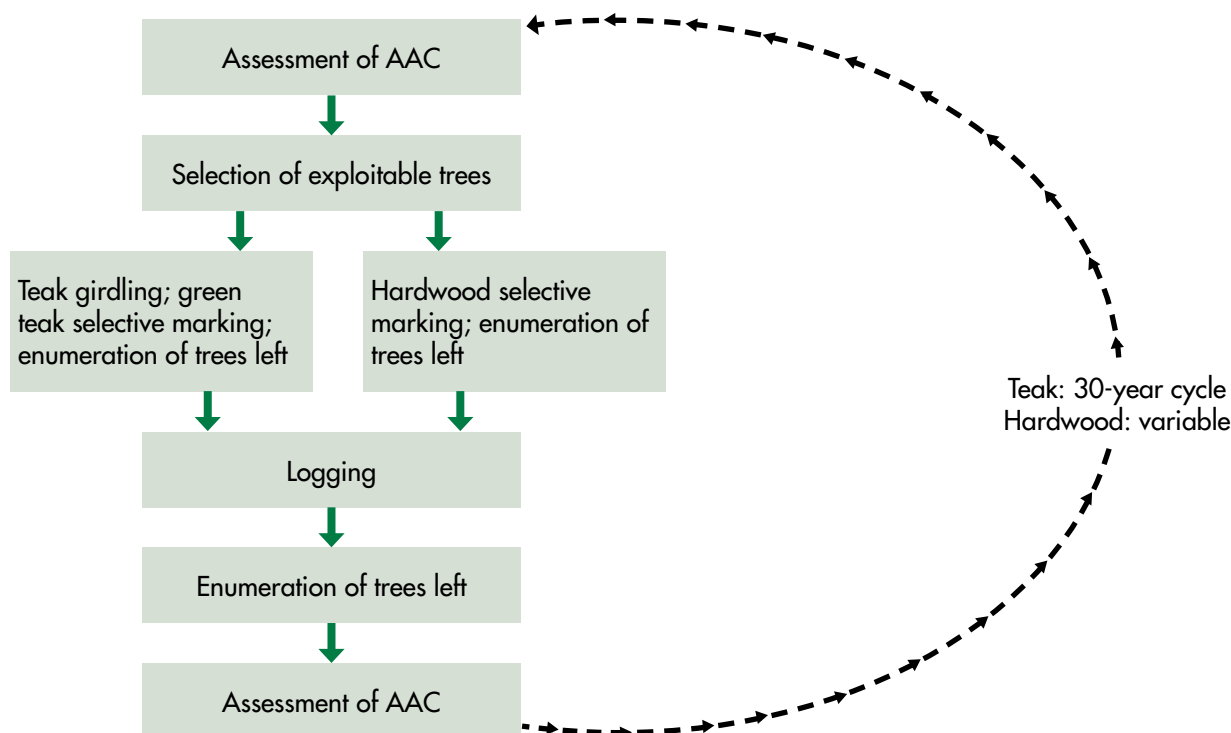 Assessment of AAC
Selection of exploitable trees
Teak girdling; green
teak selective marking;
enumeration of trees left
Hardwood selective
marking; enumeration of
trees left
Teak: 30-year cycle
Hardwood: variable
Logging
Enumeration of trees left
Assessment of AAC